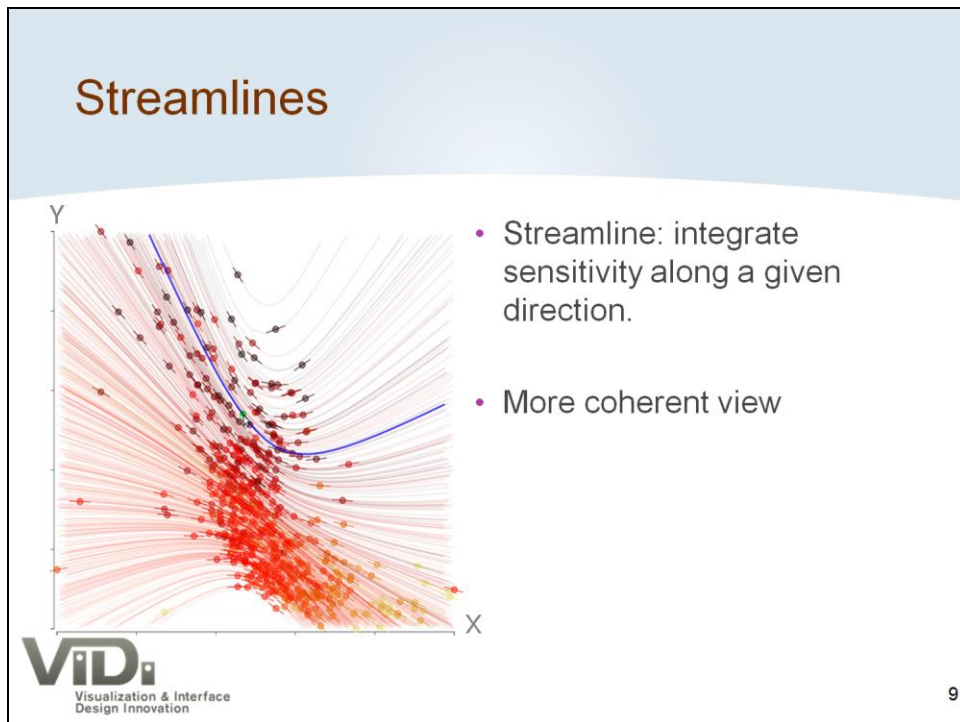 Streamlines
Y
X
• Streamline: integrate
sensitivity along a given
direction.
• More coherent view
ViDi
Visualization & Interface
Design Innovation
9